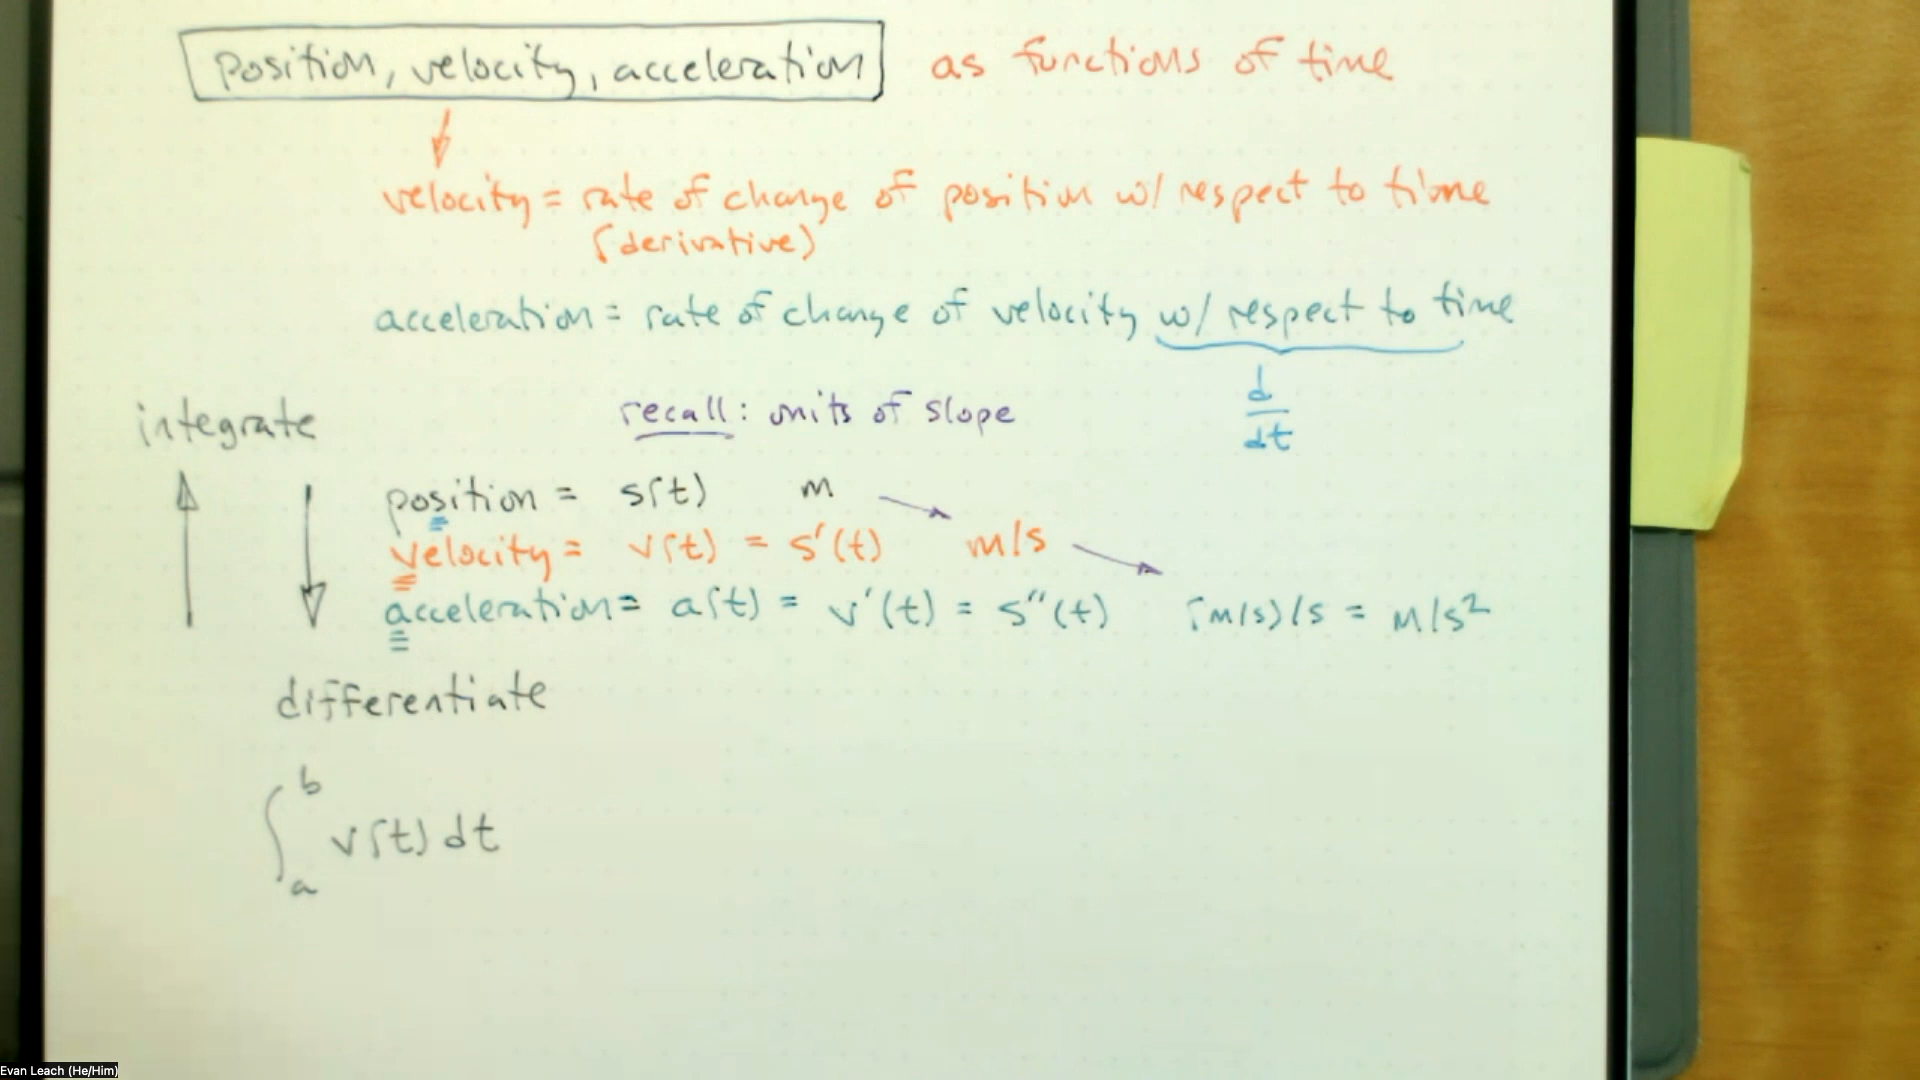 position, velocity, acceleration as functions of time
velocity = rate of change of position w/ respect to time
(derivative)
acceleration = rate of change of velocity w/ respect to time
d
dt
integrate
recall: units of slope
position = s(t) m
velocity = v(t) = s'(t) m/s
acceleration = a(t) = v'(t) = s"(t) (m/s)/s = m/s²
differentiate
∫ₐᵇ v(t) dt
Evan Leach (He/Him)